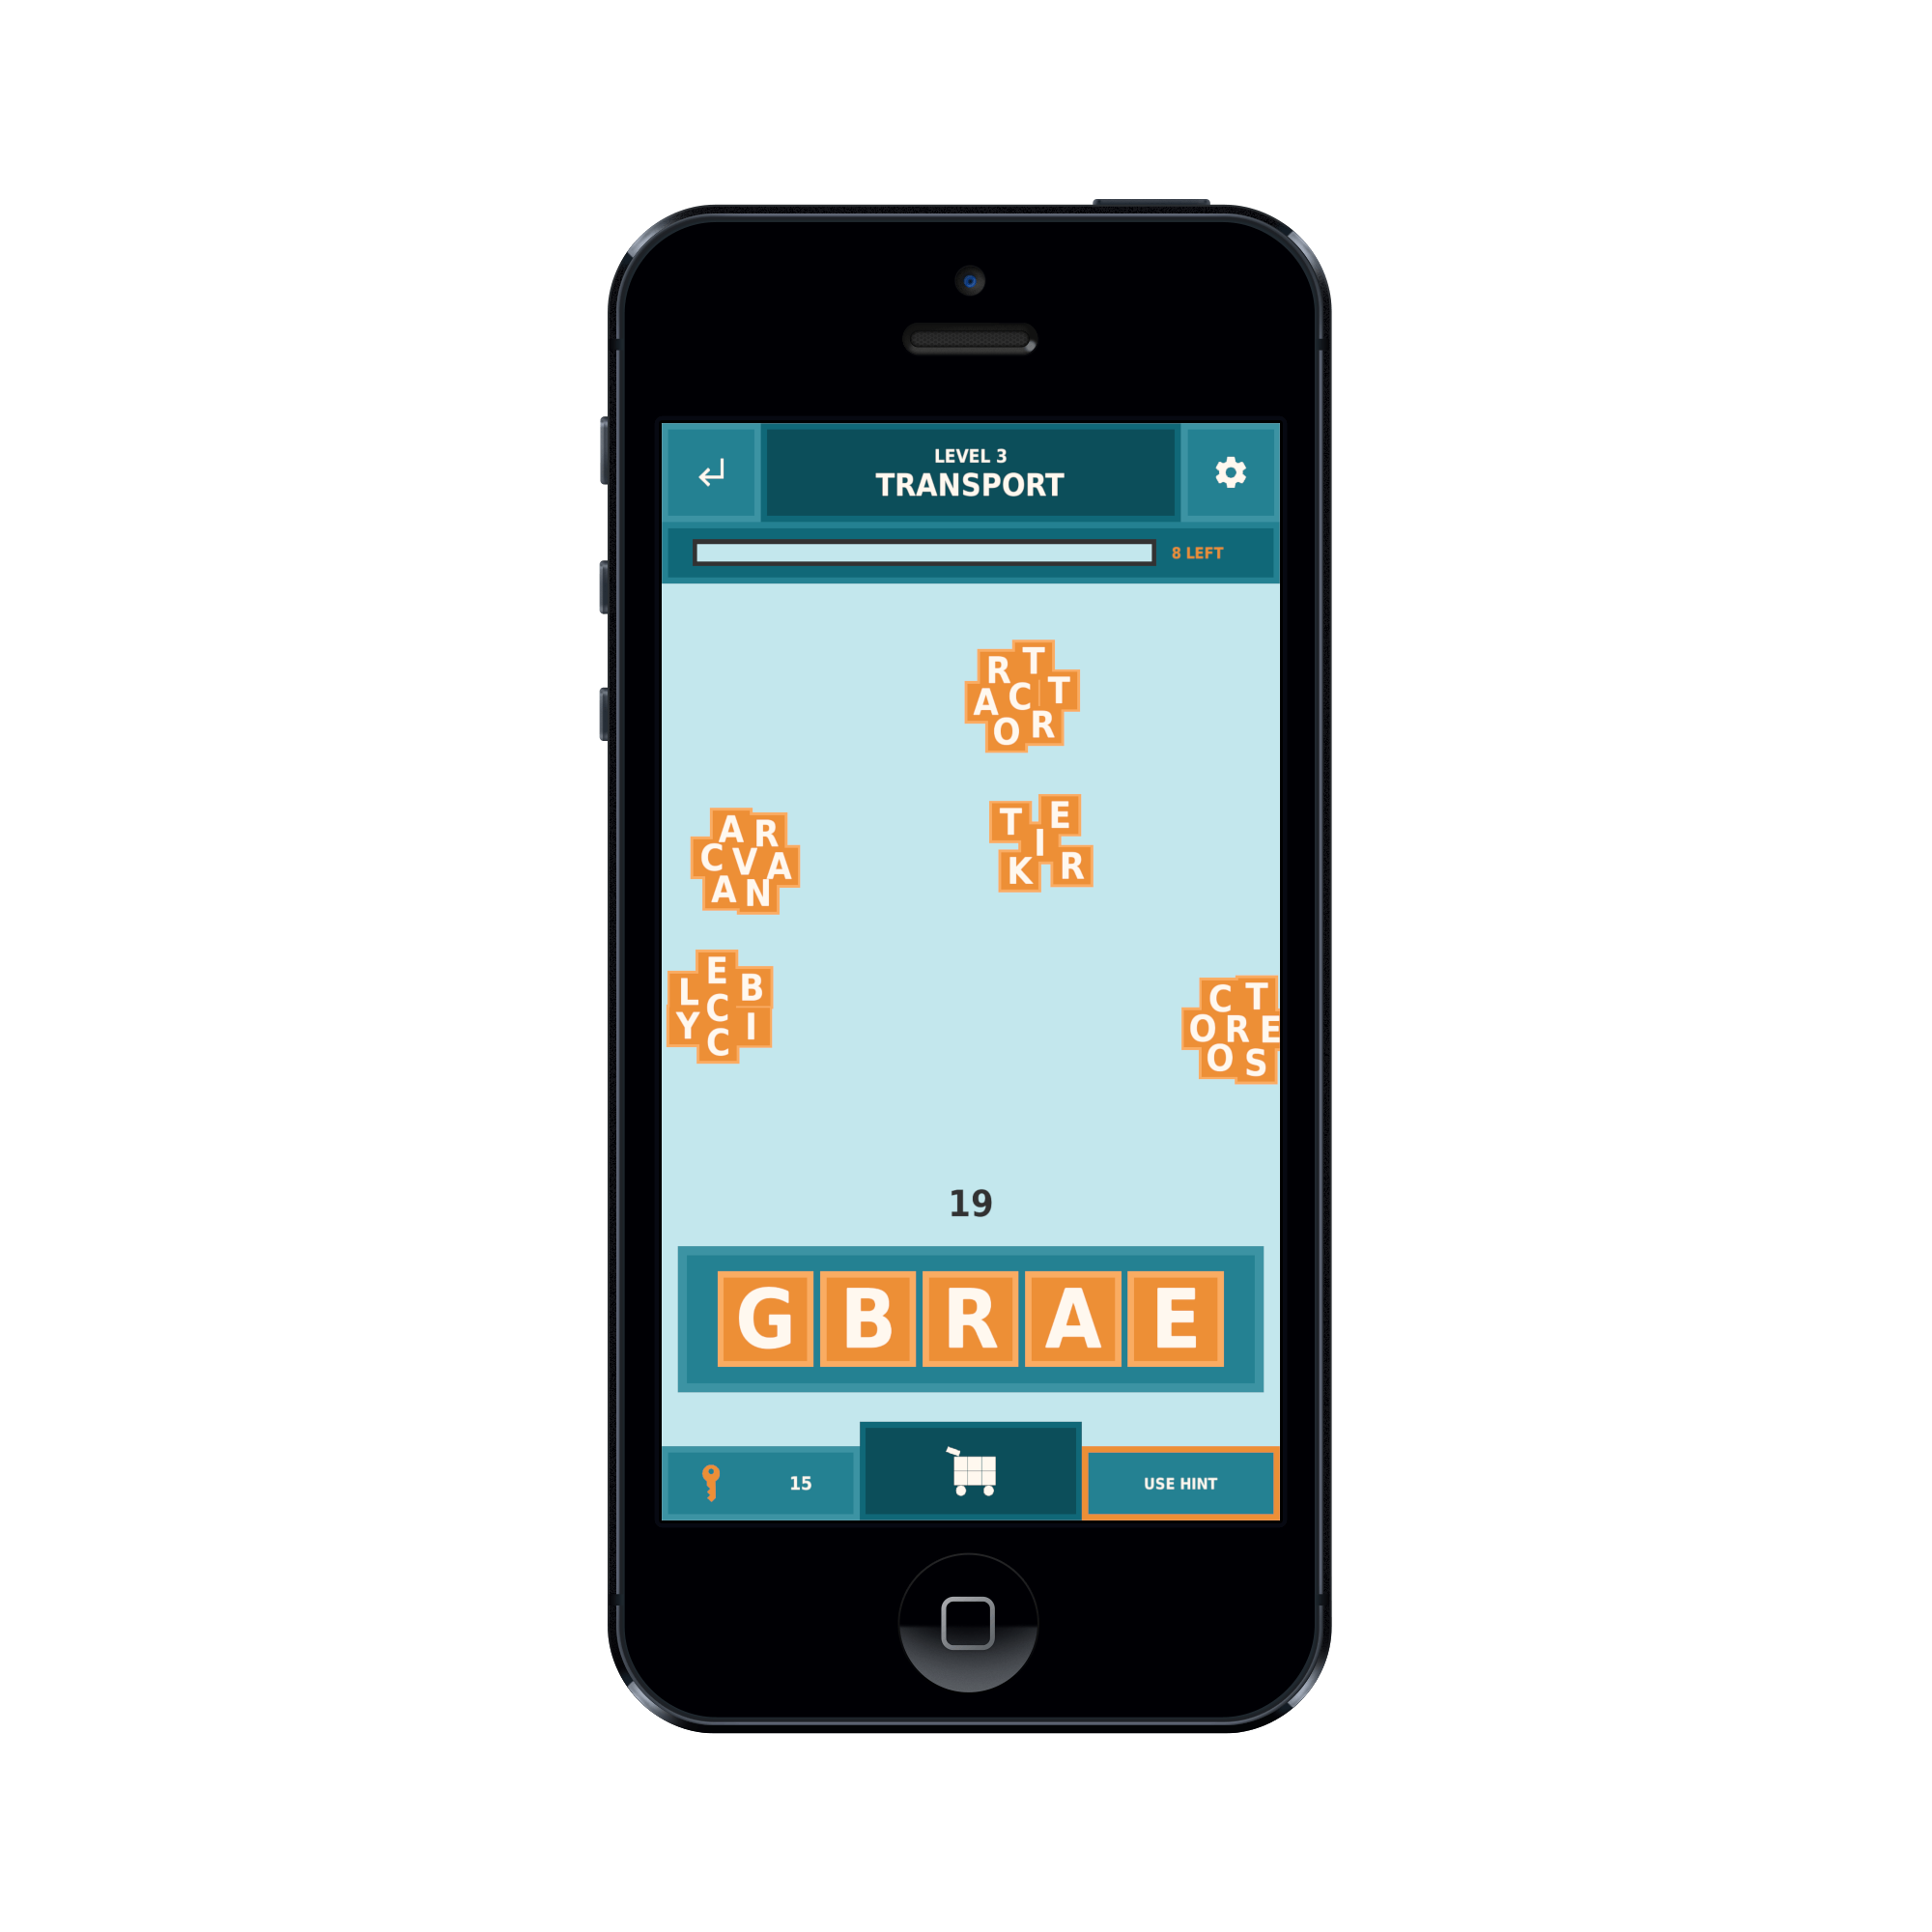 LEVEL 3
TRANSPORT
8 LEFT
R T
A C T
O R
A R
C V A
A N
T E
I
K R
E
L B
C
Y I
C
C T
O R E
O S
19
G B R A E
15
USE HINT